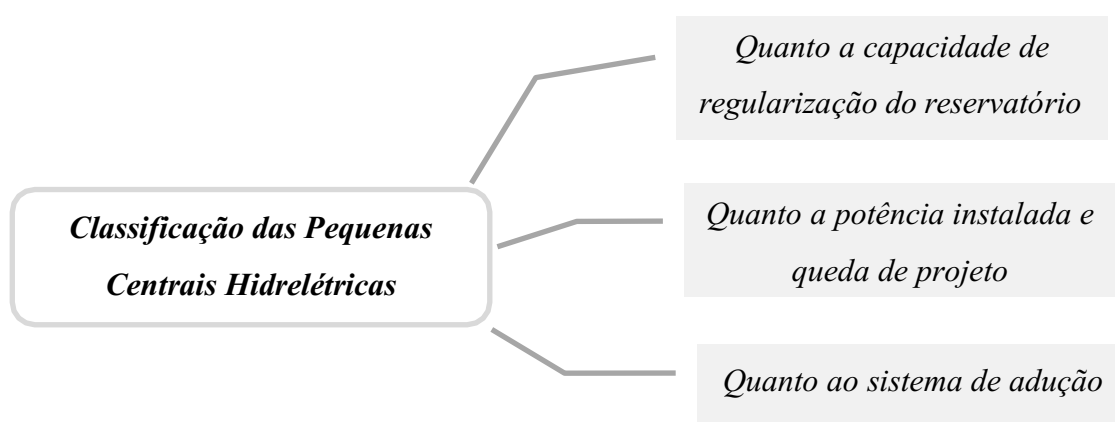 Quanto a capacidade de
regularização do reservatório
Classificação das Pequenas
Centrais Hidrelétricas
Quanto a potência instalada e
queda de projeto
Quanto ao sistema de adução